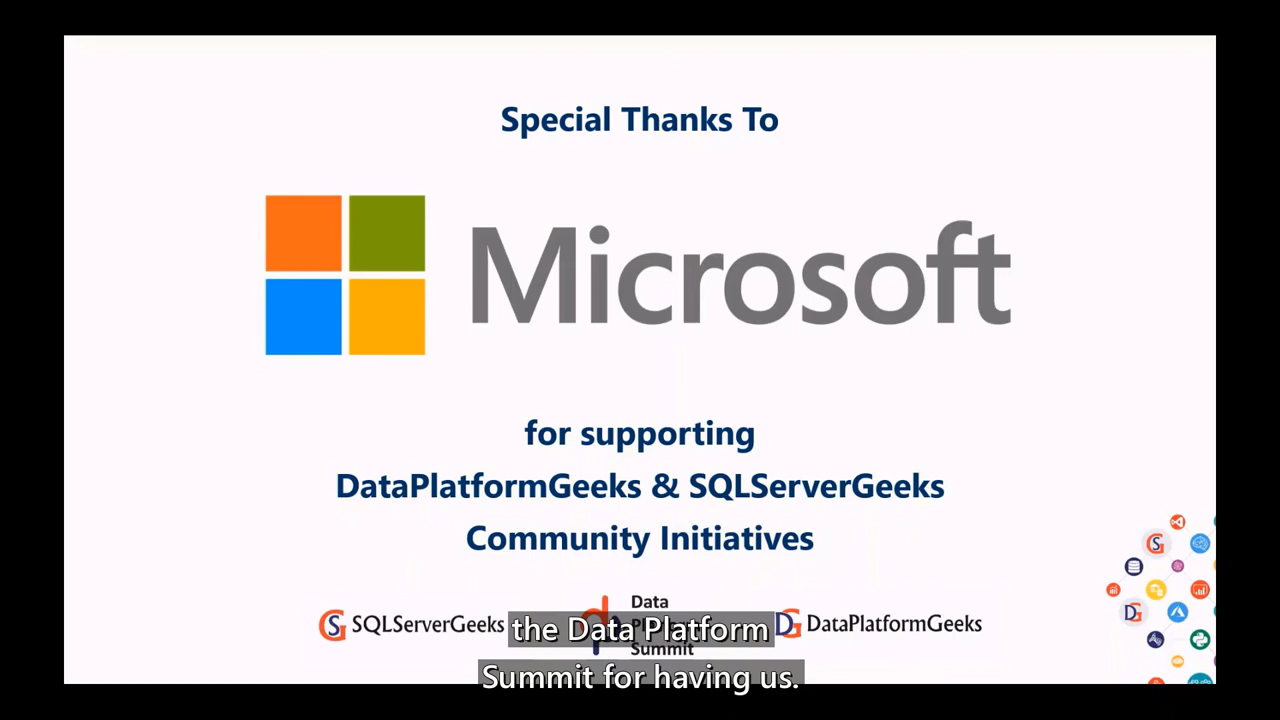 Special Thanks To
Microsoft
for supporting
DataPlatformGeeks & SQLServerGeeks
Community Initiatives
SQLServerGeeks
Data
Summit
DataPlatformGeeks
the Data Platform
Summit for having us.